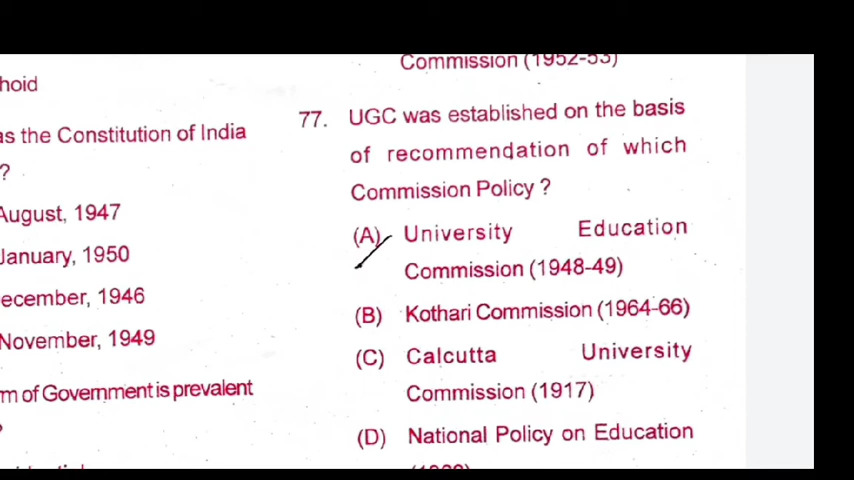 hoid
as the Constitution of India
?
August, 1947
January, 1950
ecember, 1946
November, 1949
m of Government is prevalent
?
Commission (1952-53)
77. UGC was established on the basis
of recommendation of which
Commission Policy ?
(A) University Education
Commission (1948-49)
(B) Kothari Commission (1964-66)
(C) Calcutta University
Commission (1917)
(D) National Policy on Education